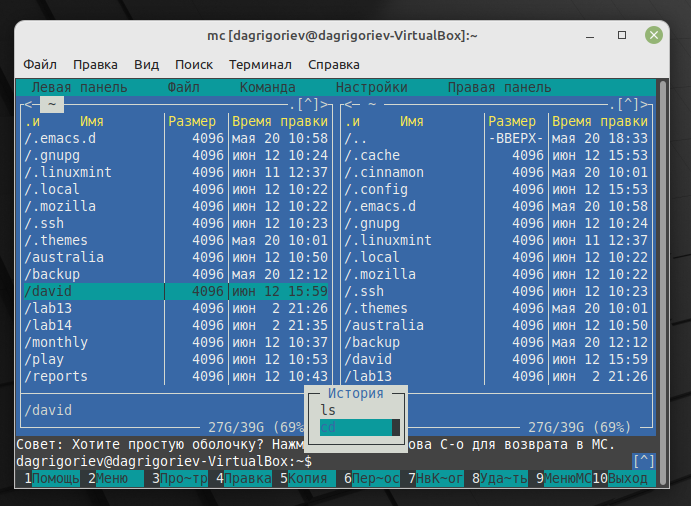 mc [dagrigoriev@dagrigoriev-VirtualBox]:~
Файл Правка Вид Поиск Терминал Справка
Левая панель Файл Команда Настройки Правая панель
<─ ~ .[^]> <─ ~ .[^]>
.и Имя Размер Время правки .и Имя Размер Время правки
/.emacs.d 4096 мая 20 10:58 /.. -ВВЕРХ- мая 20 18:33
/.gnupg 4096 июн 12 10:24 /.cache 4096 июн 12 15:53
/.linuxmint 4096 июн 11 12:37 /.cinnamon 4096 мая 20 10:01
/.local 4096 июн 12 10:22 /.config 4096 июн 12 15:53
/.mozilla 4096 июн 12 10:22 /.emacs.d 4096 мая 20 10:58
/.ssh 4096 июн 12 10:23 /.gnupg 4096 июн 12 10:24
/.themes 4096 мая 20 10:01 /.linuxmint 4096 июн 11 12:37
/australia 4096 июн 12 10:50 /.local 4096 июн 12 10:22
/backup 4096 мая 20 12:12 /.mozilla 4096 июн 12 10:22
/david 4096 июн 12 15:59 /.ssh 4096 июн 12 10:23
/lab13 4096 июн 2 21:26 /.themes 4096 мая 20 10:01
/lab14 4096 июн 2 21:35 /australia 4096 июн 12 10:50
/monthly 4096 июн 12 10:37 /backup 4096 мая 20 12:12
/play 4096 июн 12 10:53 /david 4096 июн 12 15:59
/reports 4096 июн 12 10:43 /lab13 4096 июн 2 21:26
История
/david ls
cd
27G/39G (69% 27G/39G (69%)
Совет: Хотите простую оболочку? Нажм ова C-o для возврата в MC.
dagrigoriev@dagrigoriev-VirtualBox:~$ [^]
1Помощь 2Меню 3Про~тр 4Правка 5Копия 6Пер~ос 7НвК~ог 8Уда~ть 9МенюMC 10Выход